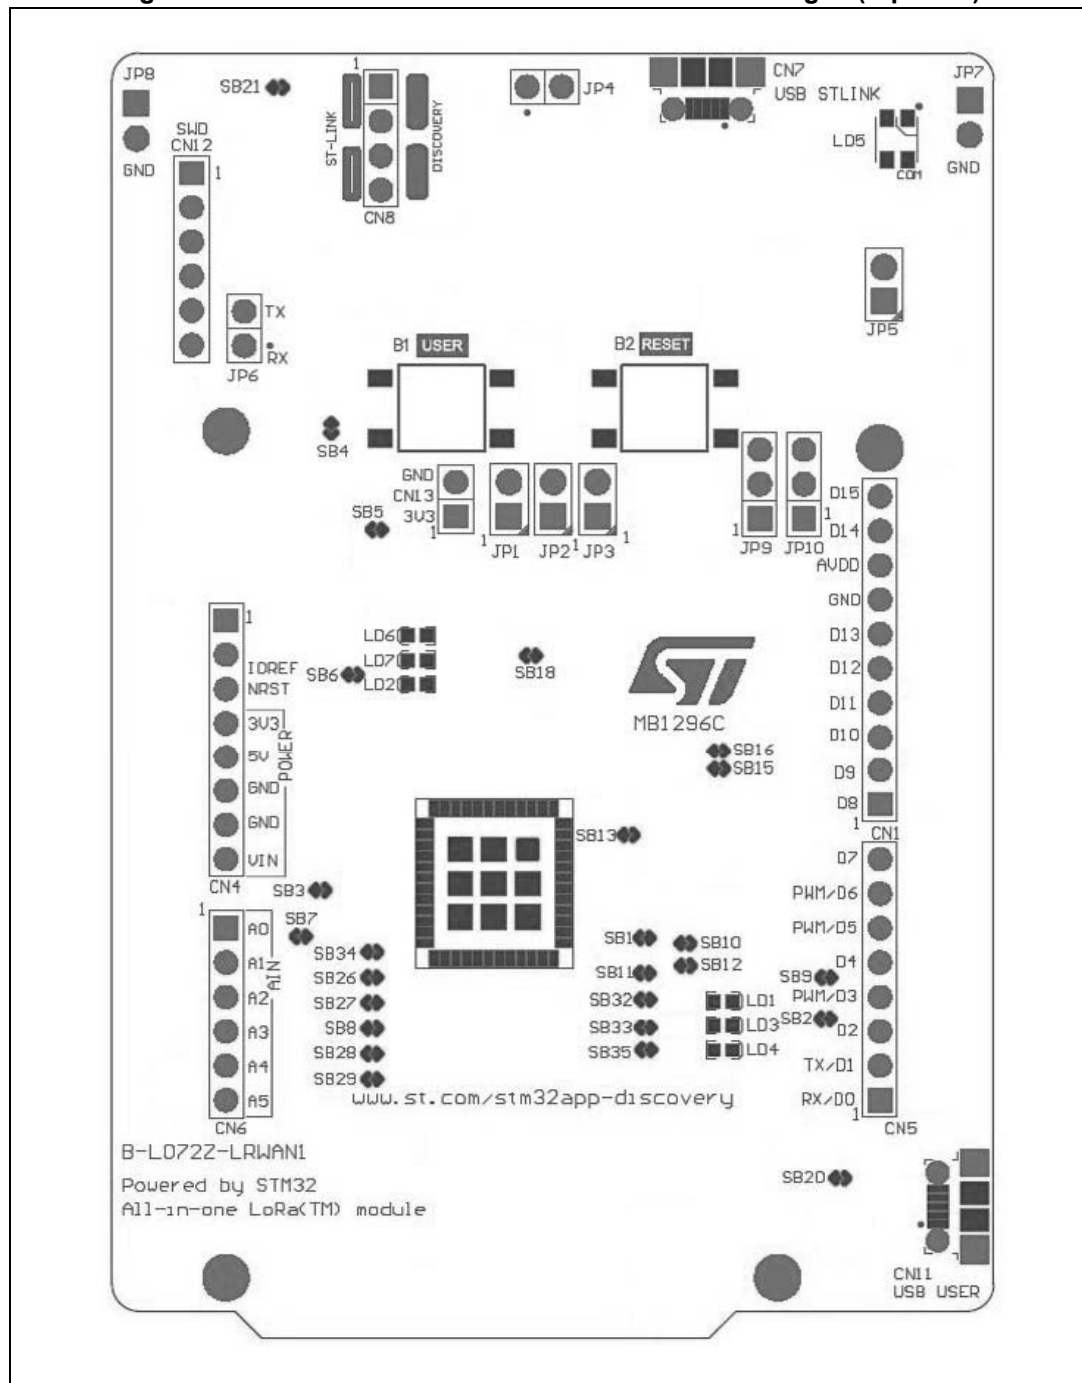 JP8
SB21
1
JP4
CN7
JP7
USB STLINK
SWD
CN12
ST-LINK
DISCOVERY
LD5
GND
1
COM
GND
CN8
TX
RX
JP6
JP5
B1 USER
B2 RESET
SB4
GND
CN13
3V3
1
SB5
1
JP1
JP2
1
JP3
1
1
JP9
1
JP10
D15
D14
AVDD
GND
D13
D12
D11
D10
D9
D8
1
CN1
1
IOREF
NRST
3V3
5V
GND
GND
VIN
POWER
CN4
LD6
LD7
LD2
SB6
SB18
ST
MB1296C
SB16
SB15
SB13
SB3
SB7
1
A0
A1
A2
A3
A4
A5
AIN
CN6
SB34
SB26
SB27
SB8
SB28
SB29
SB1
SB10
SB11
SB12
SB32
SB33
SB35
LD1
LD3
LD4
SB9
SB2
D7
PWM/D6
PWM/D5
D4
PWM/D3
D2
TX/D1
RX/D0
1
CN5
www.st.com/stm32app-discovery
B-L072Z-LRWAN1
Powered by STM32
All-in-one LoRa(TM) module
SB20
CN11
USB USER